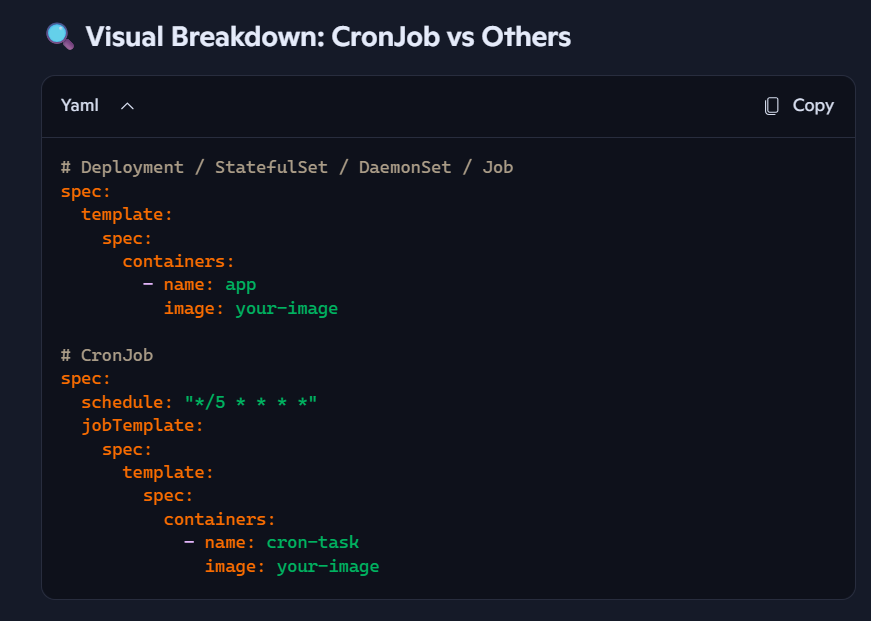 🔍 Visual Breakdown: CronJob vs Others
Yaml
Copy
# Deployment / StatefulSet / DaemonSet / Job
spec:
  template:
    spec:
      containers:
        - name: app
          image: your-image

# CronJob
spec:
  schedule: "*/5 * * * *"
  jobTemplate:
    spec:
      template:
        spec:
          containers:
            - name: cron-task
              image: your-image